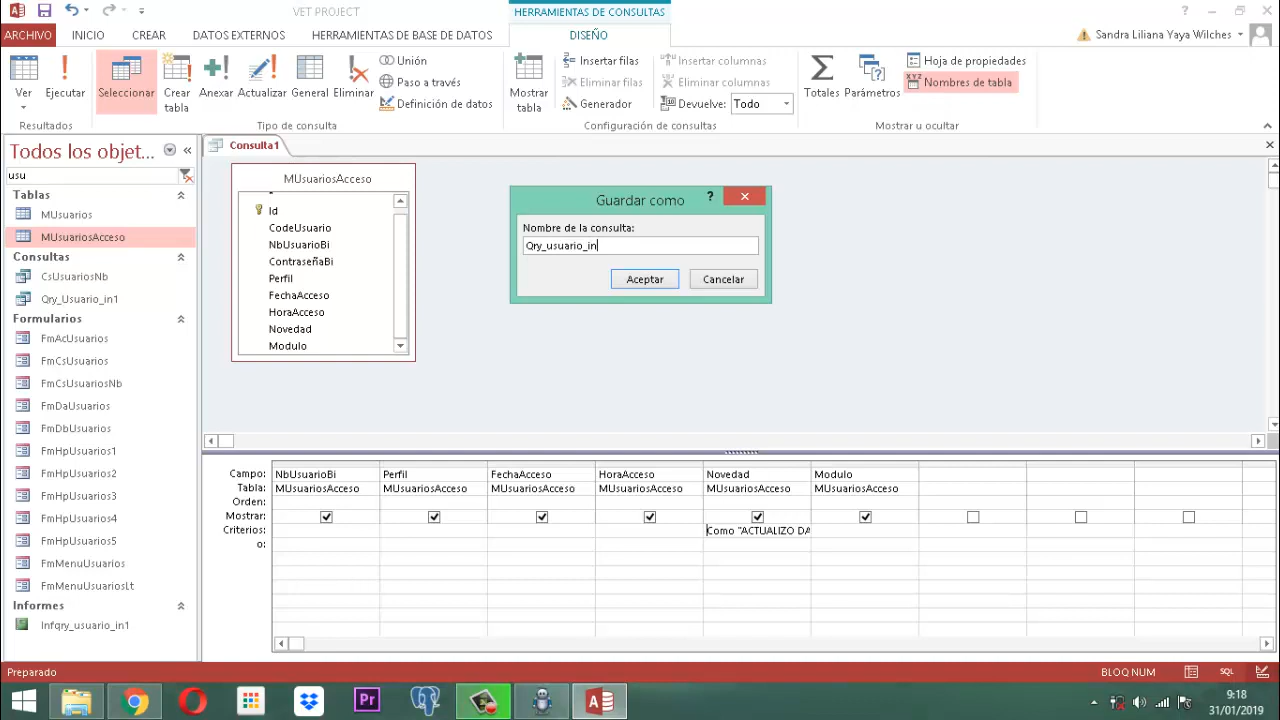 VET PROJECT
HERRAMIENTAS DE CONSULTAS
?
ARCHIVO INICIO CREAR DATOS EXTERNOS HERRAMIENTAS DE BASE DE DATOS DISEÑO Sandra Liliana Yaya Wilches
Ver
Ejecutar
Resultados
Seleccionar
Crear tabla
Anexar
Actualizar
General
Eliminar
Unión
Paso a través
Definición de datos
Tipo de consulta
Mostrar tabla
Insertar filas
Eliminar filas
Generador
Insertar columnas
Eliminar columnas
Devuelve: Todo
Configuración de consultas
Totales
Parámetros
Hoja de propiedades
Nombres de tabla
Mostrar u ocultar
Todos los objet... «
usu
Tablas
MUsuarios
MUsuariosAcceso
Consultas
CsUsuariosNb
Qry_Usuario_in1
Formularios
FmAcUsuarios
FmCsUsuarios
FmCsUsuariosNb
FmDaUsuarios
FmDbUsuarios
FmHpUsuarios1
FmHpUsuarios2
FmHpUsuarios3
FmHpUsuarios4
FmHpUsuarios5
FmMenuUsuarios
FmMenuUsuariosLt
Informes
Infqry_usuario_in1
Consulta1
MUsuariosAcceso
Id
CodeUsuario
NbUsuarioBi
ContraseñaBi
Perfil
FechaAcceso
HoraAcceso
Novedad
Modulo
Guardar como ?
Nombre de la consulta:
Qry_usuario_in
Aceptar Cancelar
Campo: NbUsuarioBi Perfil FechaAcceso HoraAcceso Novedad Modulo
Tabla: MUsuariosAcceso MUsuariosAcceso MUsuariosAcceso MUsuariosAcceso MUsuariosAcceso MUsuariosAcceso
Orden:
Mostrar:
Criterios: Como "ACTUALIZO DA
o:
Preparado BLOQ NUM SQL
Pr
9:18
31/01/2019